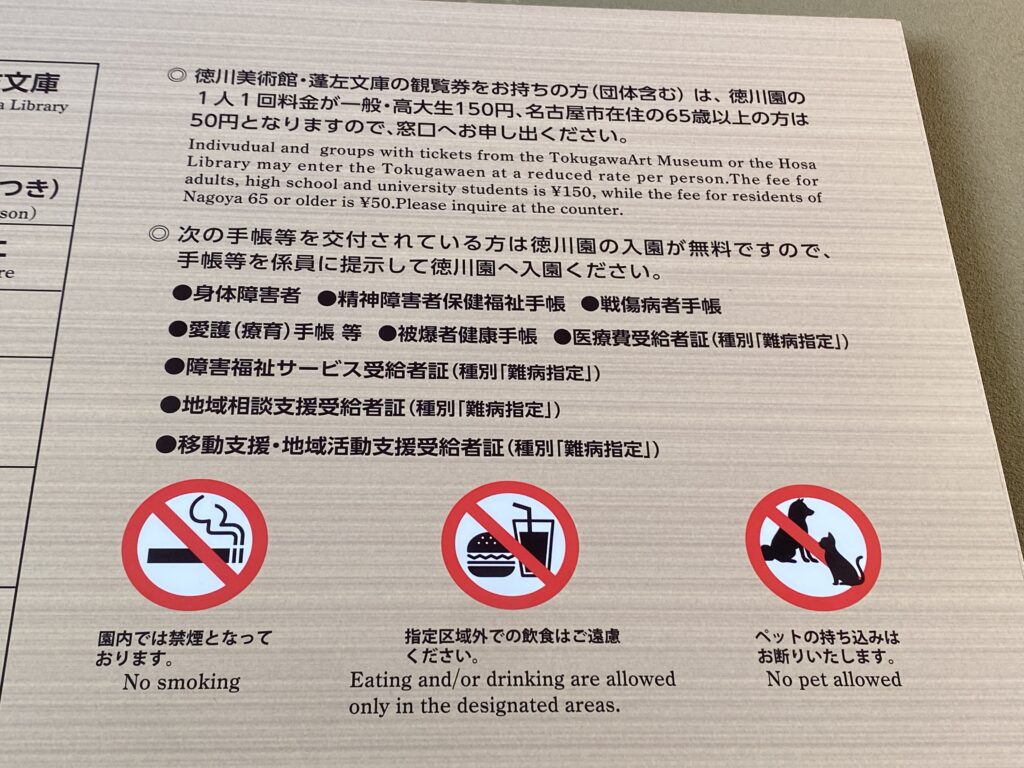 文庫
a Library
つき）
son）
re
◎ 徳川美術館・蓬左文庫の観覧券をお持ちの方（団体含む）は、徳川園の
１人１回料金が一般・高大生150円、名古屋市在住の65歳以上の方は
50円となりますので、窓口へお申し出ください。
Indivudual and groups with tickets from the TokugawaArt Museum or the Hosa
Library may enter the Tokugawaen at a reduced rate per person.The fee for
adults, high school and university students is ¥150, while the fee for residents of
Nagoya 65 or older is ¥50.Please inquire at the counter.
◎ 次の手帳等を交付されている方は徳川園の入園が無料ですので、
手帳等を係員に提示して徳川園へ入園ください。
●身体障害者 ●精神障害者保健福祉手帳 ●戦傷病者手帳
●愛護（療育）手帳 等 ●被爆者健康手帳 ●医療費受給者証（種別「難病指定」）
●障害福祉サービス受給者証（種別「難病指定」）
●地域相談支援受給者証（種別「難病指定」）
●移動支援・地域活動支援受給者証（種別「難病指定」）
園内では禁煙となって
おります。
No smoking
指定区域外での飲食はご遠慮
ください。
Eating and/or drinking are allowed
only in the designated areas.
ペットの持ち込みは
お断りいたします。
No pet allowed